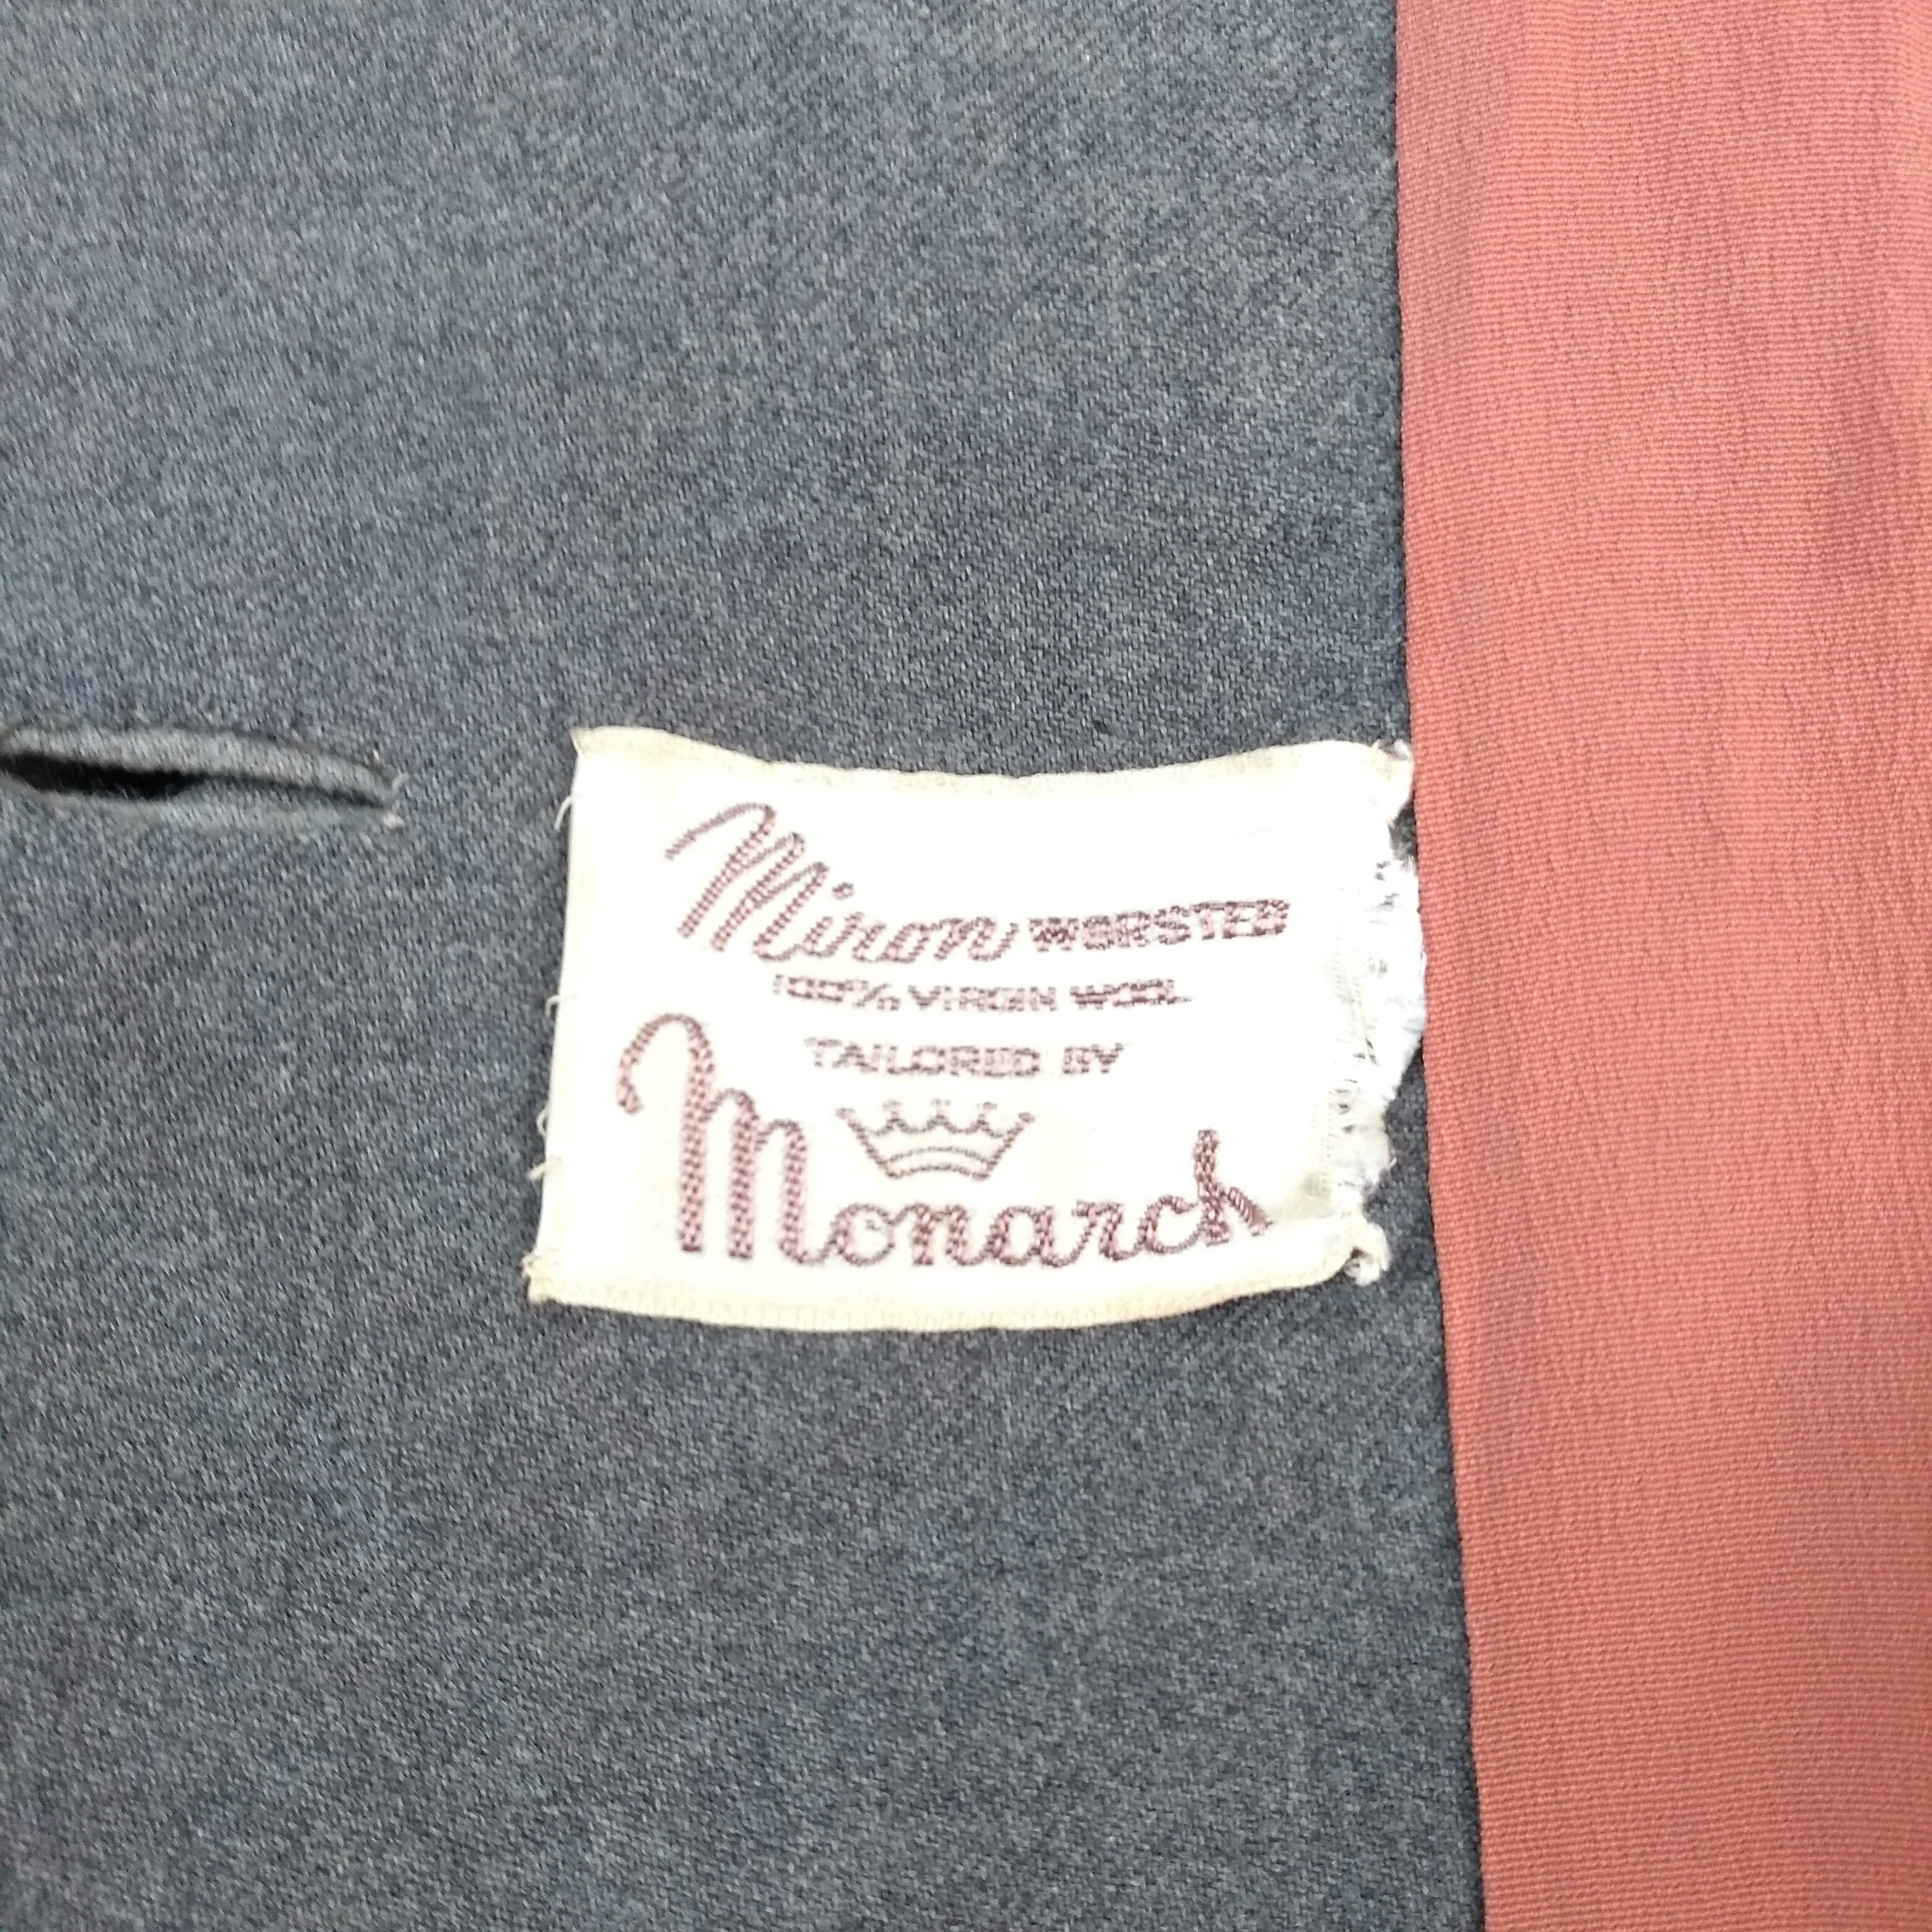 Miron WORSTED
100% VIRGIN WOOL
TAILORED BY
Monarch